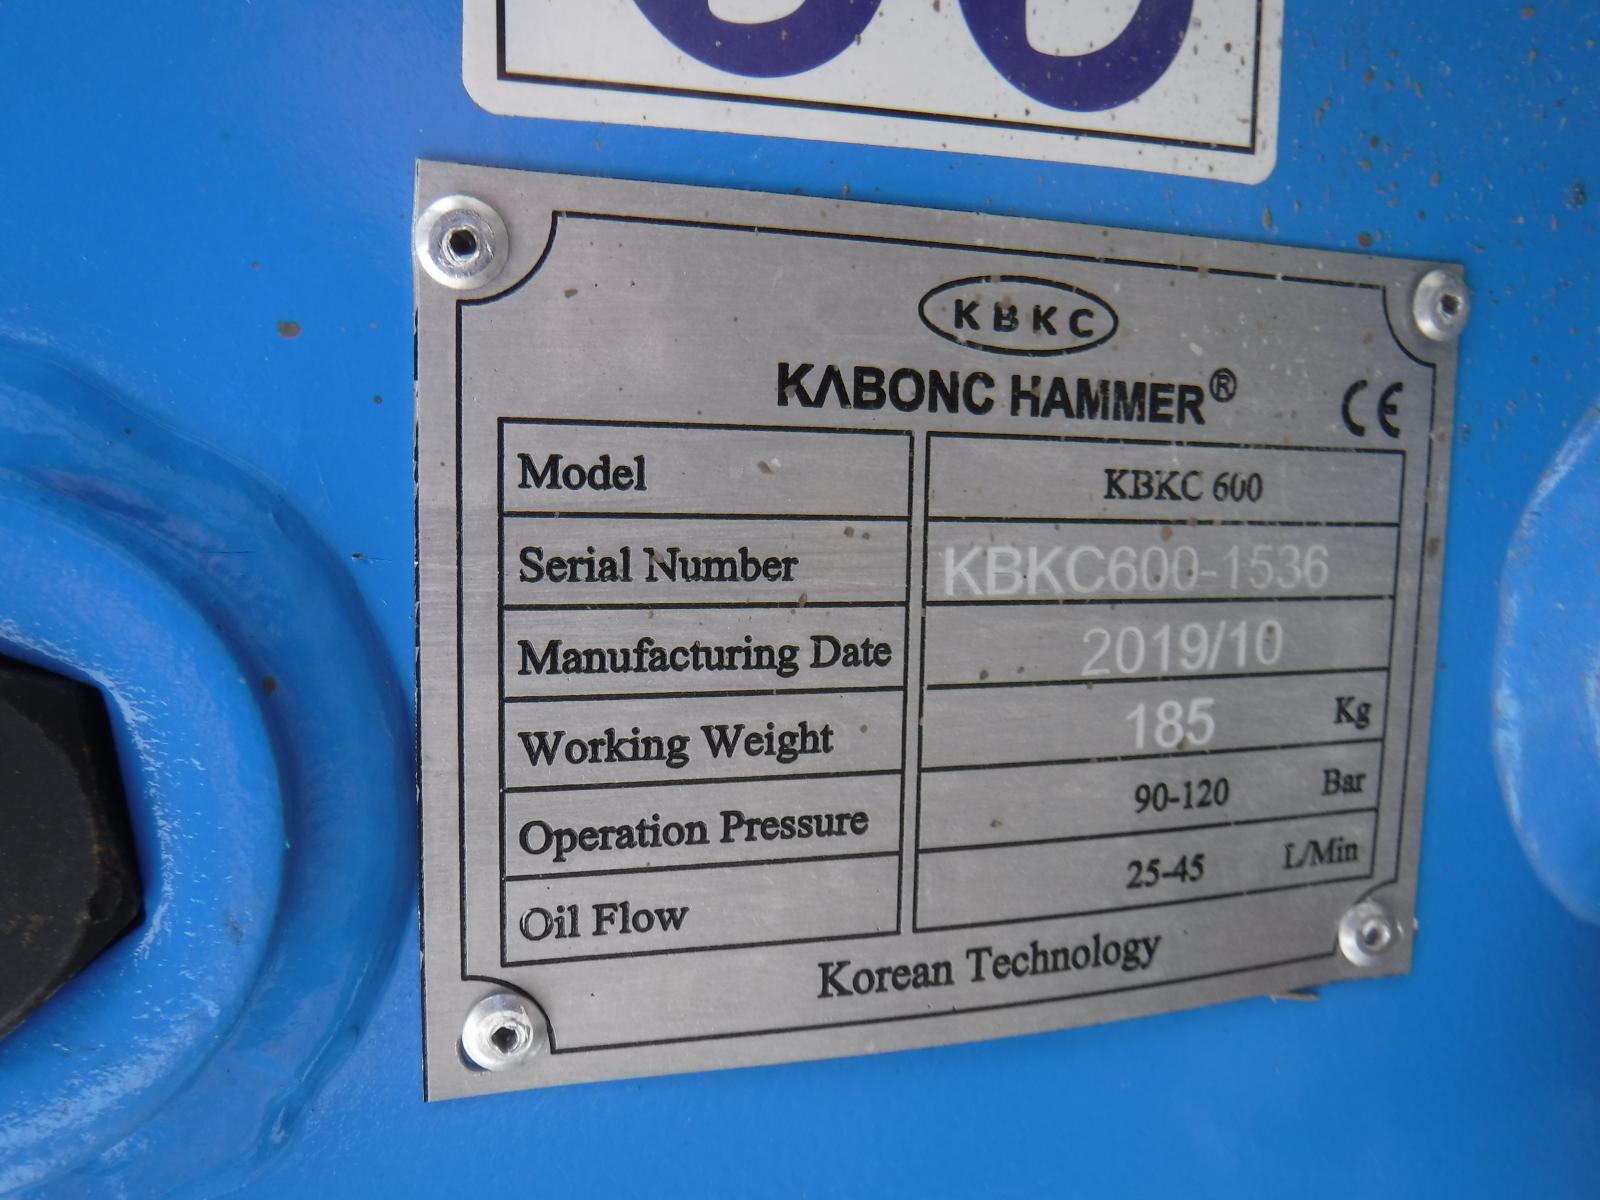 KBKC
KABONC HAMMER®
CE
Model KBKC 600
Serial Number KBKC600-1536
Manufacturing Date 2019/10
Working Weight 185 Kg
Operation Pressure 90-120 Bar
Oil Flow 25-45 L/Min
Korean Technology